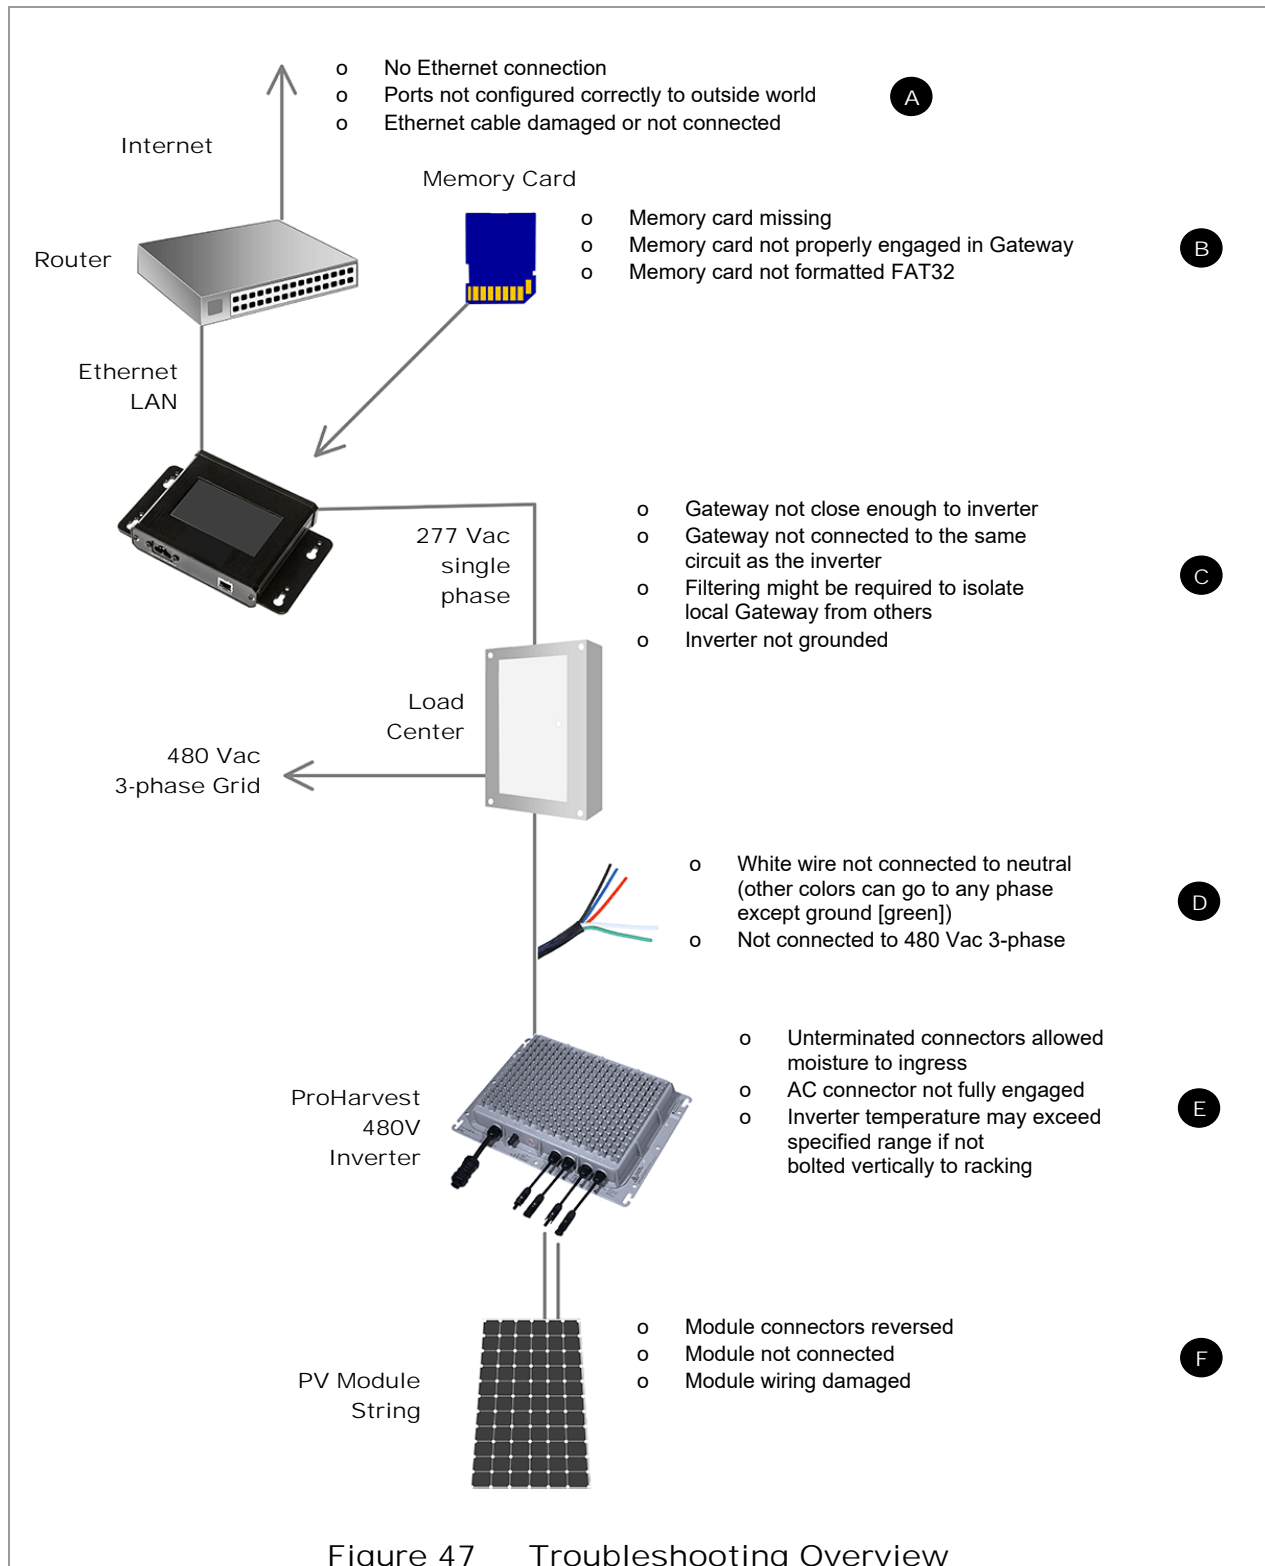 o No Ethernet connection
o Ports not configured correctly to outside world
o Ethernet cable damaged or not connected
A
Internet
Memory Card
o Memory card missing
o Memory card not properly engaged in Gateway
o Memory card not formatted FAT32
B
Router
Ethernet
LAN
277 Vac
single
phase
o Gateway not close enough to inverter
o Gateway not connected to the same
circuit as the inverter
o Filtering might be required to isolate
local Gateway from others
o Inverter not grounded
C
Load
Center
480 Vac
3-phase Grid
o White wire not connected to neutral
(other colors can go to any phase
except ground [green])
o Not connected to 480 Vac 3-phase
D
ProHarvest
480V
Inverter
o Unterminated connectors allowed
moisture to ingress
o AC connector not fully engaged
o Inverter temperature may exceed
specified range if not
bolted vertically to racking
E
PV Module
String
o Module connectors reversed
o Module not connected
o Module wiring damaged
F
Figure 47 Troubleshooting Overview